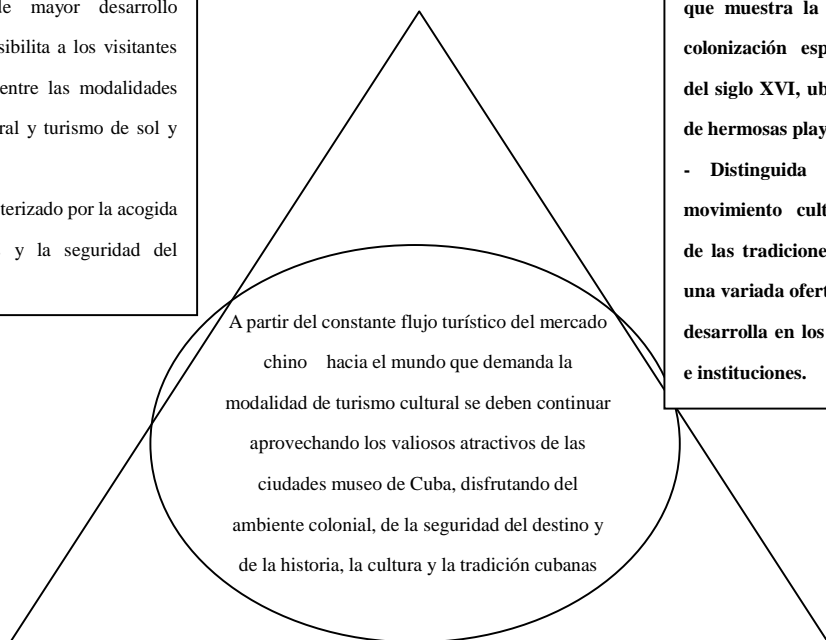 de mayor desarrollo
sibilita a los visitantes
entre las modalidades
ral y turismo de sol y
terizado por la acogida
y la seguridad del
que muestra la
colonización esp
del siglo XVI, ub
de hermosas play
- Distinguida
movimiento cult
de las tradicione
una variada ofert
desarrolla en los
e instituciones.
A partir del constante flujo turístico del mercado
chino hacia el mundo que demanda la
modalidad de turismo cultural se deben continuar
aprovechando los valiosos atractivos de las
ciudades museo de Cuba, disfrutando del
ambiente colonial, de la seguridad del destino y
de la historia, la cultura y la tradición cubanas